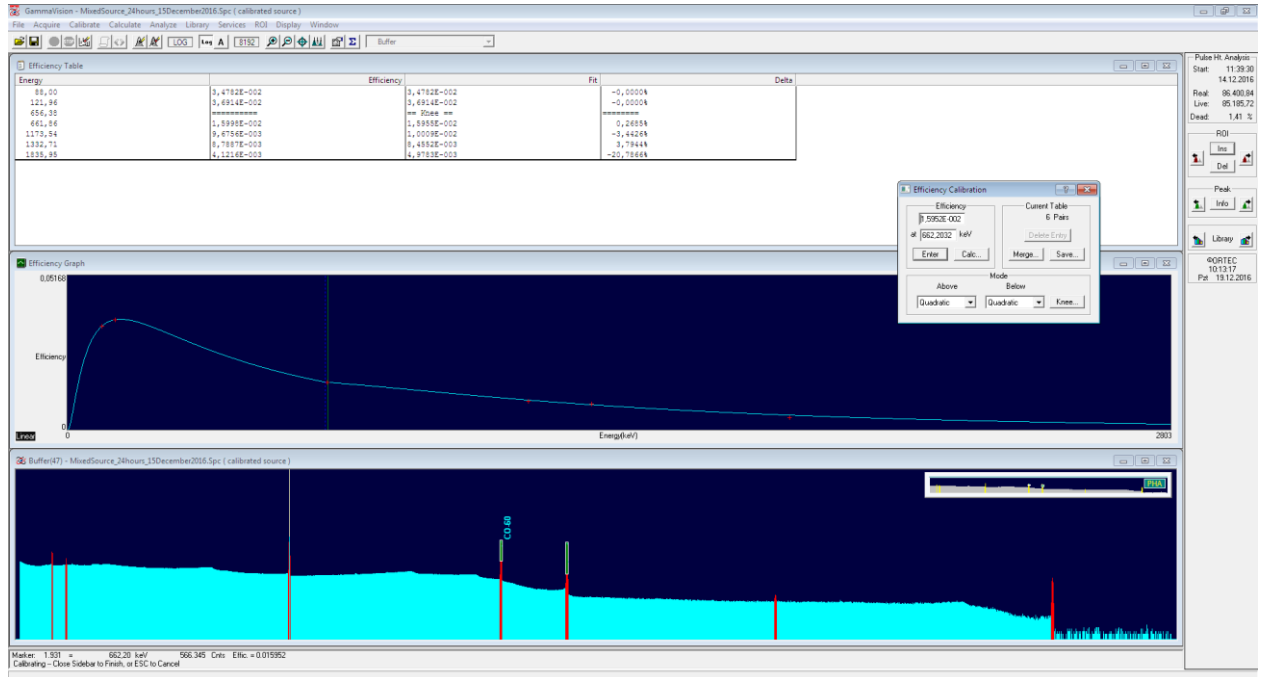 GammaVision - MixedSource_24hours_15December2016.Spc ( calibrated source )
File Acquire Calibrate Calculate Analyze Library Services ROI Display Window
LOG Log A 8192 Σ Buffer
Efficiency Table
Energy Efficiency Fit Delta
88,00 3,4782E-002 3,4782E-002 -0,0000%
121,96 3,6914E-002 3,6914E-002 -0,0000%
656,38 ========== == Knee == ========
661,86 1,5998E-002 1,5955E-002 0,2685%
1173,54 9,6756E-003 1,0009E-002 -3,4426%
1332,71 8,7887E-003 8,4552E-003 3,7944%
1835,95 4,1216E-003 4,9783E-003 -20,7866%
Efficiency Calibration
Efficiency
1,5952E-002
at 662,2032 keV
Enter Calc...
Current Table
6 Pairs
Delete Entry
Merge... Save...
Mode
Above Below
Quadratic Quadratic Knee...
Efficiency Graph
0,05168
Efficiency
0
Linear 0 Energy(keV) 2803
Buffer(47) - MixedSource_24hours_15December2016.Spc ( calibrated source )
PHA
CO-60
Marker: 1.931 = 662,20 keV 566.345 Cnts Effic. = 0.015952
Calibrating -- Close Sidebar to Finish, or ESC to Cancel
Pulse Ht. Analysis
Start: 11:39:30
14.12.2016
Real: 86.400,84
Live: 85.185,72
Dead: 1,41 %
ROI
Ins
Del
Peak
Info
Library
©ORTEC
10:13:17
Pzt 19.12.2016